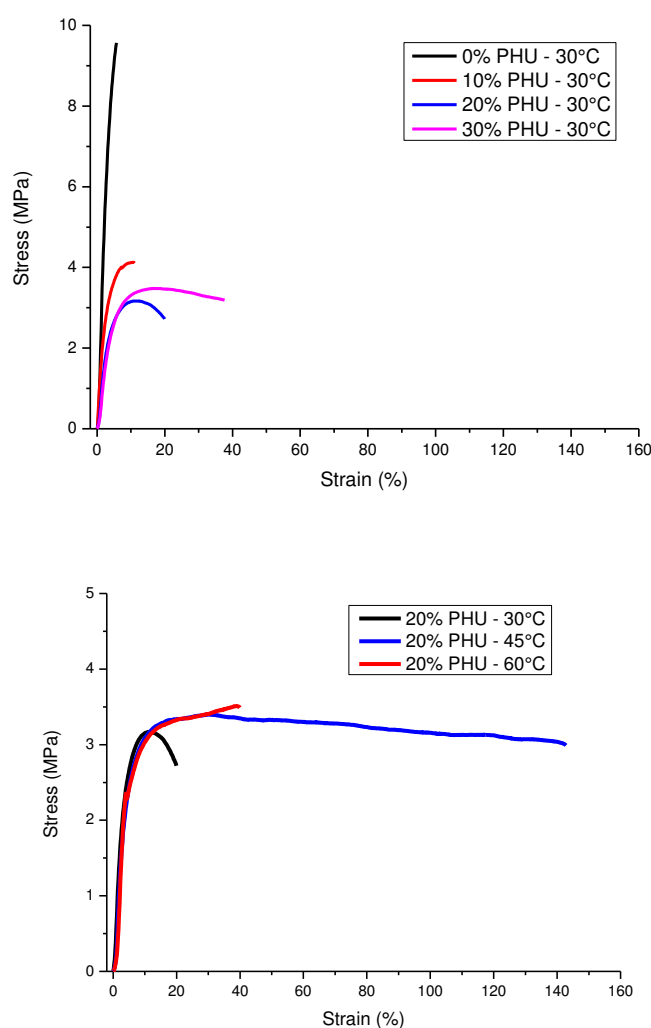 10
8
6
4
2
0
Stress (MPa)
0% PHU - 30°C
10% PHU - 30°C
20% PHU - 30°C
30% PHU - 30°C
0 20 40 60 80 100 120 140 160
Strain (%)
5
4
3
2
1
0
Stress (MPa)
20% PHU - 30°C
20% PHU - 45°C
20% PHU - 60°C
0 20 40 60 80 100 120 140 160
Strain (%)